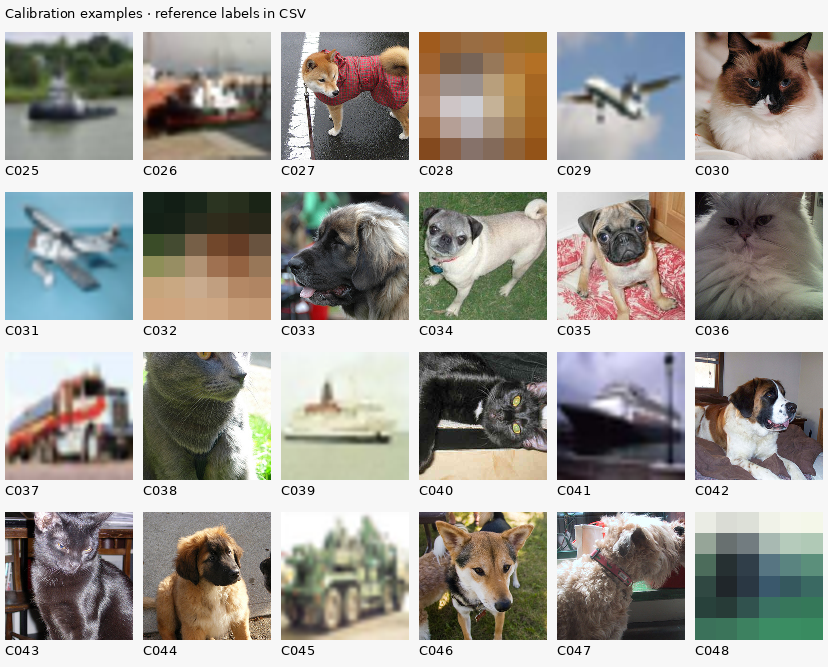 Calibration examples · reference labels in CSV
C025 C026 C027 C028 C029 C030
C031 C032 C033 C034 C035 C036
C037 C038 C039 C040 C041 C042
C043 C044 C045 C046 C047 C048